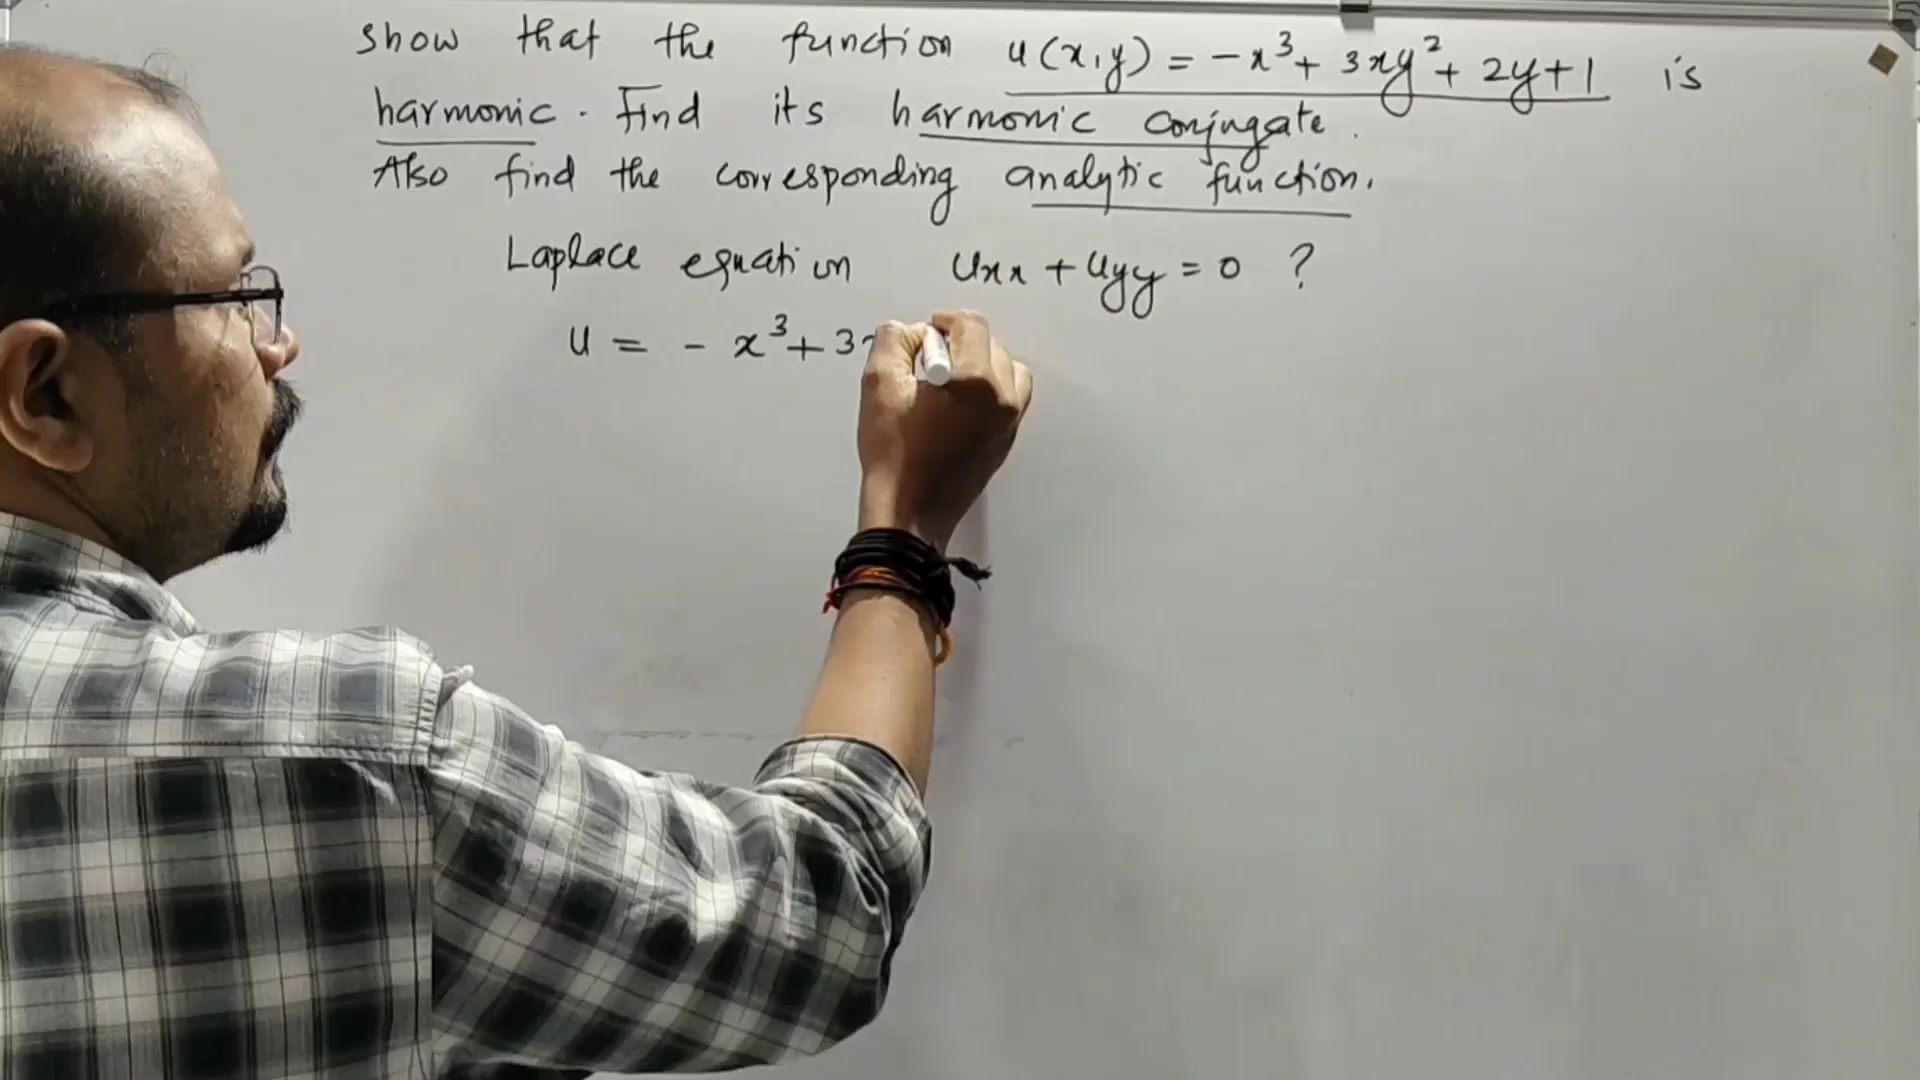 show that the function u(x,y) = -x³ + 3xy² + 2y+1 is
harmonic. Find its harmonic conjugate.
Also find the corresponding analytic function.
Laplace equation uxx + uyy = 0 ?
u = - x³ + 3